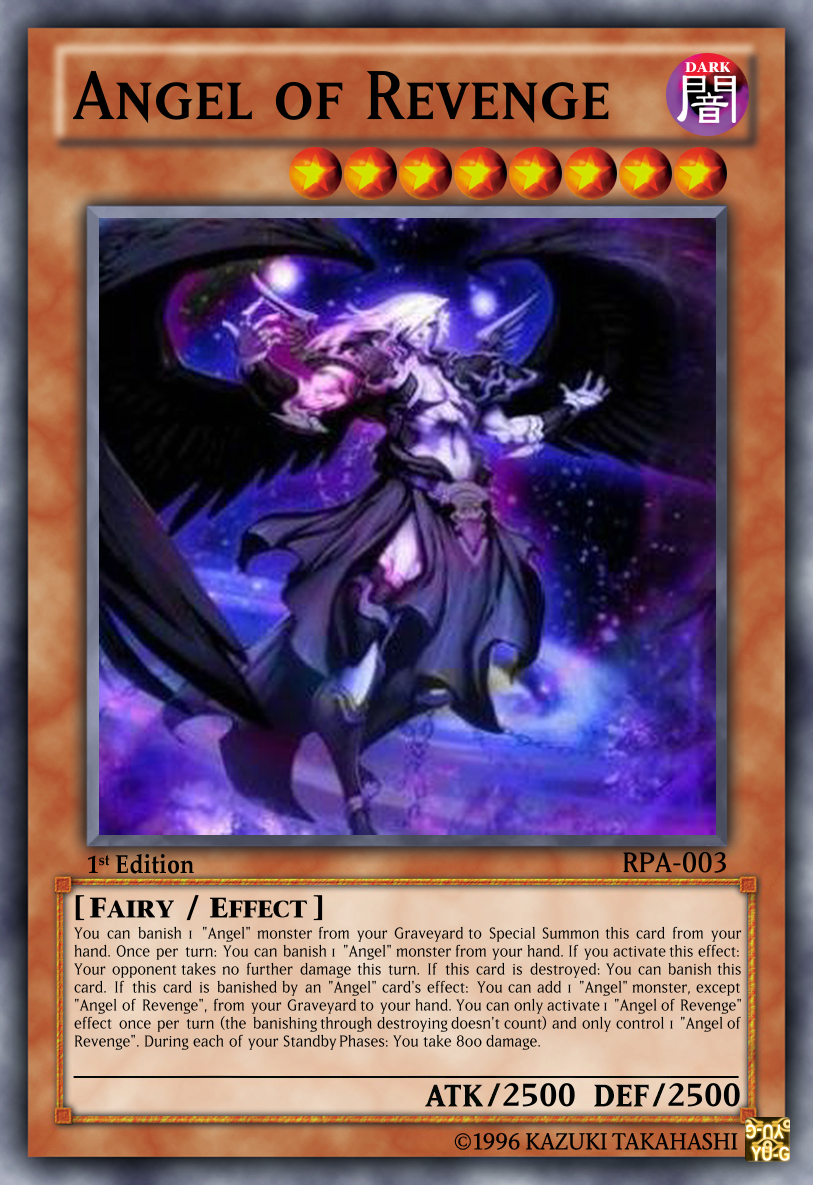 Angel of Revenge
DARK
闇
1st Edition
RPA-003
[ Fairy / Effect ]
You can banish 1 "Angel" monster from your Graveyard to Special Summon this card from your
hand. Once per turn: You can banish 1 "Angel" monster from your hand. If you activate this effect:
Your opponent takes no further damage this turn. If this card is destroyed: You can banish this
card. If this card is banished by an "Angel" card's effect: You can add 1 "Angel" monster, except
"Angel of Revenge", from your Graveyard to your hand. You can only activate 1 "Angel of Revenge"
effect once per turn (the banishing through destroying doesn't count) and only control 1 "Angel of
Revenge". During each of your Standby Phases: You take 800 damage.
ATK/2500 DEF/2500
©1996 KAZUKI TAKAHASHI